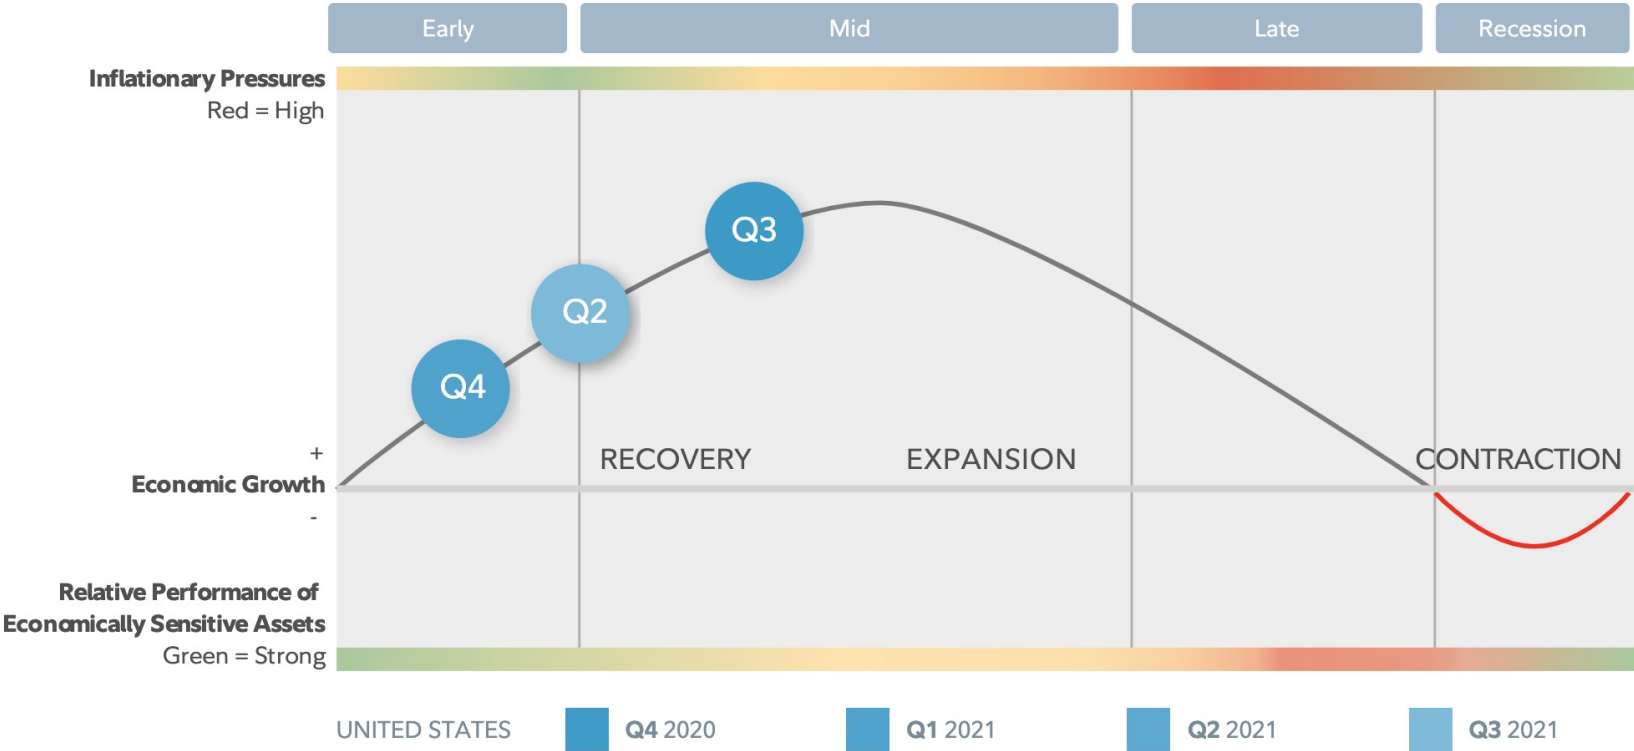 Early
Mid
Late
Recession
Inflationary Pressures
Red = High
Q3
Q2
Q4
+
RECOVERY
EXPANSION
CONTRACTION
Economic Growth
-
Relative Performance of
Economically Sensitive Assets
Green = Strong
UNITED STATES
Q4 2020
Q1 2021
Q2 2021
Q3 2021